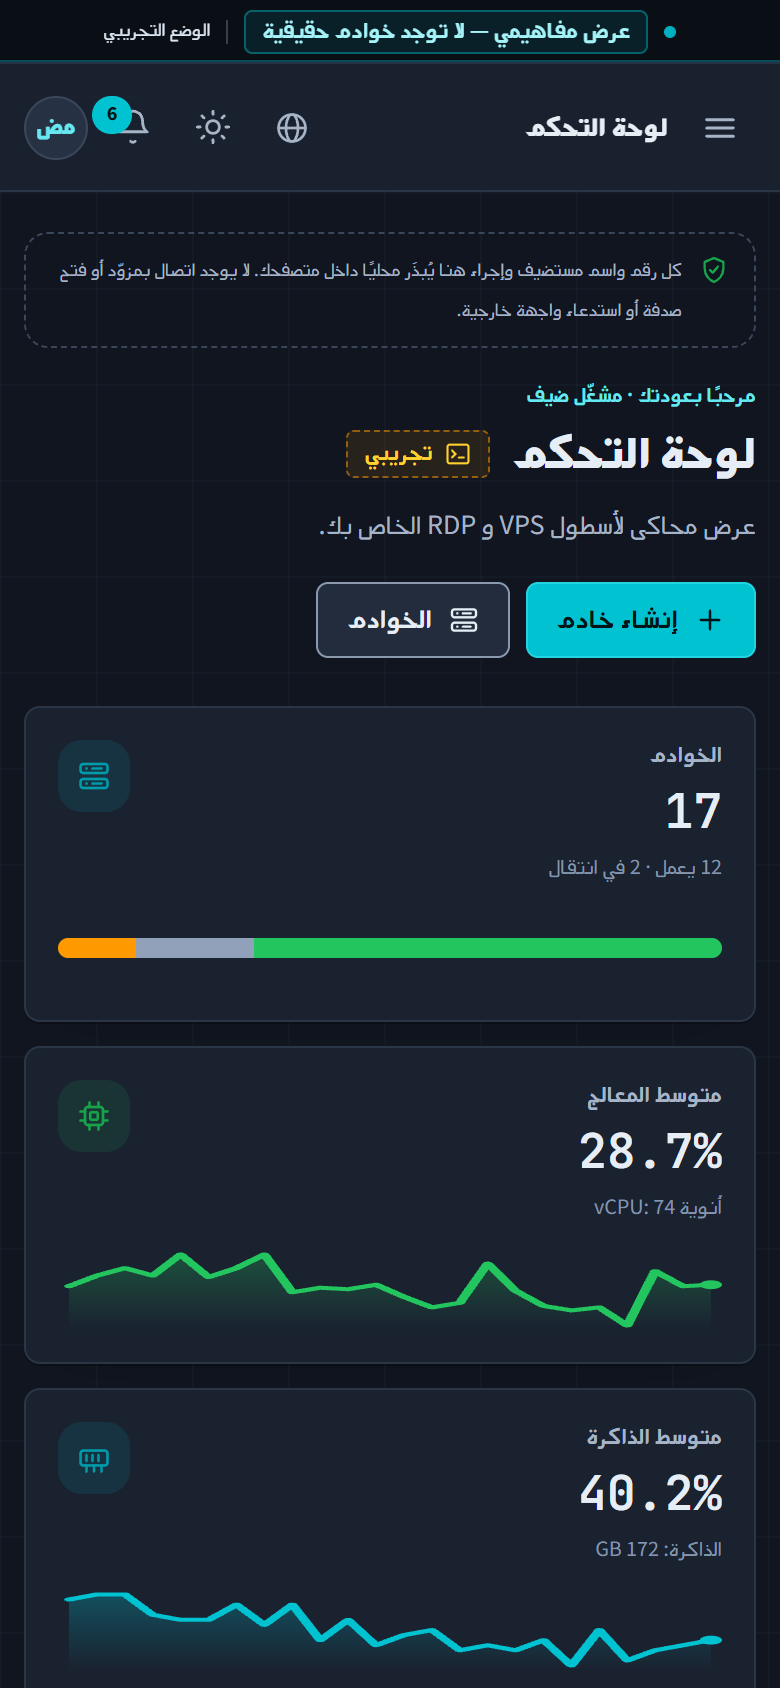 عرض مفاهيمي — لا توجد خوادم حقيقية
الوضع التجريبي
لوحة التحكم
6
مض
كل رقم واسم مستضيف وإجراء هنا يُبذَر محليًا داخل متصفحك. لا يوجد اتصال بمزوّد أو فتح
صدفة أو استدعاء واجهة خارجية.
مرحبًا بعودتك · مشغّل ضيف
لوحة التحكم
تجريبي
عرض محاكى لأسطول VPS و RDP الخاص بك.
إنشاء خادم
الخوادم
الخوادم
17
12 يعمل · 2 في انتقال
متوسط المعالج
28.7%
أنوية vCPU: 74
متوسط الذاكرة
40.2%
الذاكرة: 172 GB